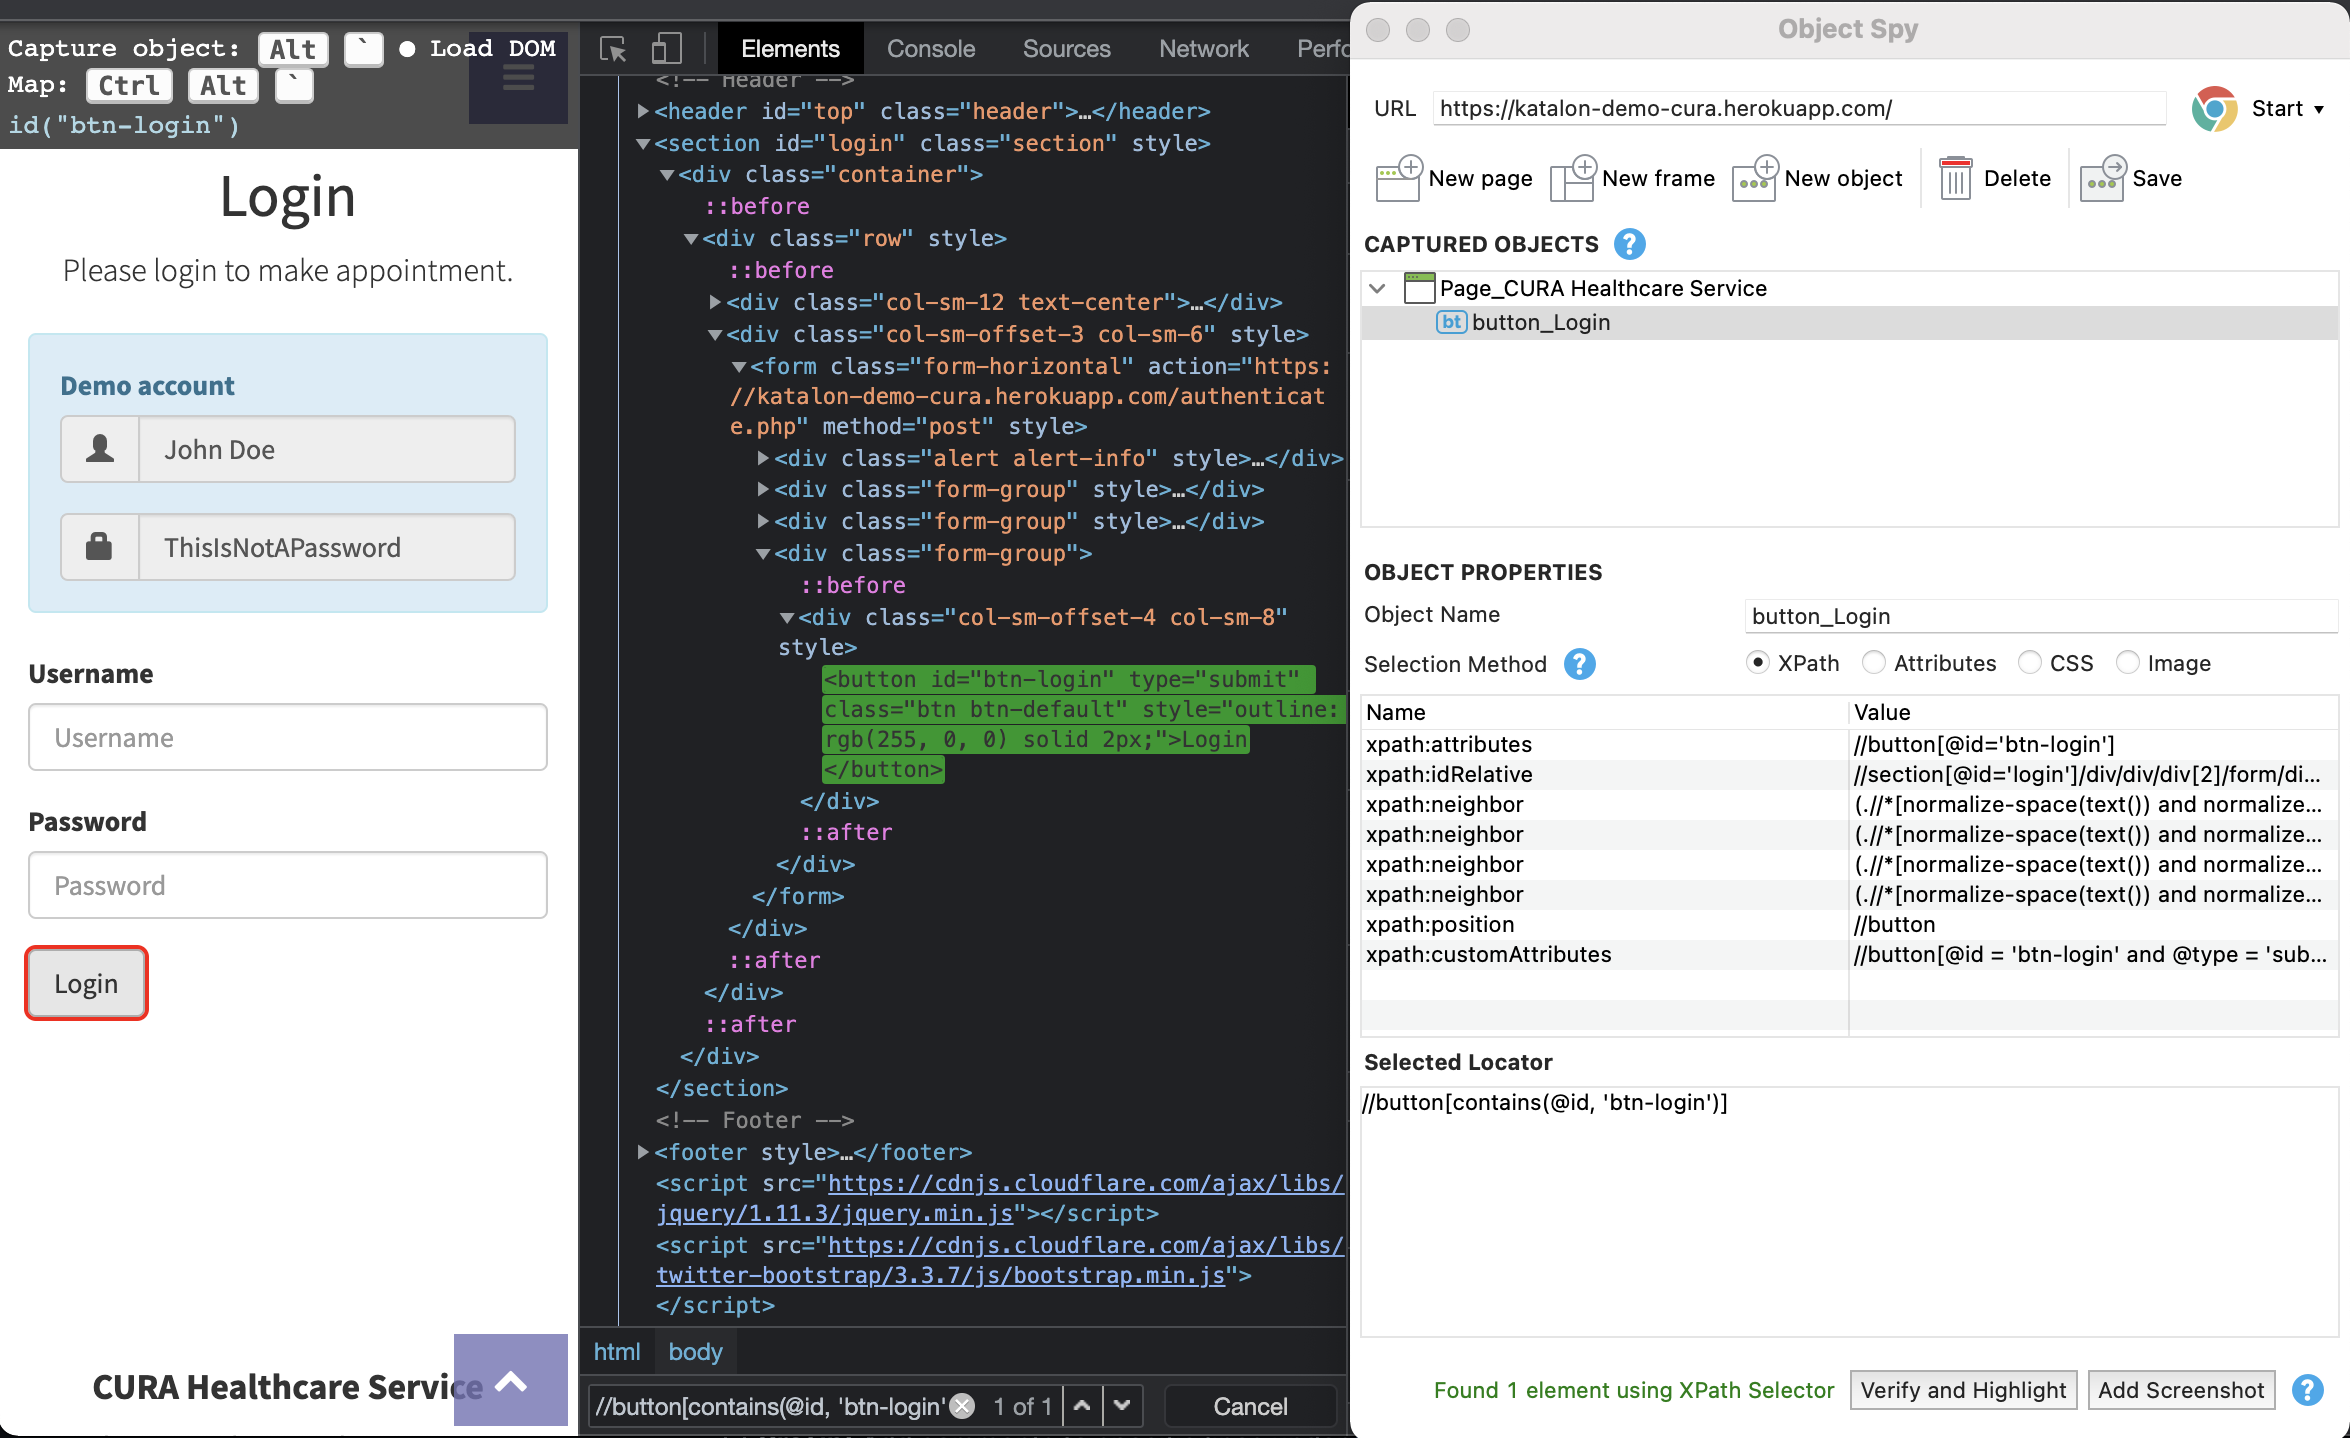 Capture object: Alt ` ● Load DOM
Map: Ctrl Alt `
id("btn-login")
Login
Please login to make appointment.
Demo account
John Doe
ThisIsNotAPassword
Username
Username
Password
Password
Login
CURA Healthcare Service
Elements Console Sources Network Perfo
<!-- Header -->
<header id="top" class="header">…</header>
<section id="login" class="section" style>
<div class="container">
::before
<div class="row" style>
::before
<div class="col-sm-12 text-center">…</div>
<div class="col-sm-offset-3 col-sm-6" style>
<form class="form-horizontal" action="https:
//katalon-demo-cura.herokuapp.com/authenticat
e.php" method="post" style>
<div class="alert alert-info" style>…</div>
<div class="form-group" style>…</div>
<div class="form-group" style>…</div>
<div class="form-group">
::before
<div class="col-sm-offset-4 col-sm-8"
style>
<button id="btn-login" type="submit"
class="btn btn-default" style="outline:
rgb(255, 0, 0) solid 2px;">Login
</button>
</div>
::after
</div>
</form>
</div>
::after
</div>
::after
</div>
</section>
<!-- Footer -->
<footer style>…</footer>
<script src="https://cdnjs.cloudflare.com/ajax/libs/
jquery/1.11.3/jquery.min.js"></script>
<script src="https://cdnjs.cloudflare.com/ajax/libs/
twitter-bootstrap/3.3.7/js/bootstrap.min.js">
</script>
html body
//button[contains(@id, 'btn-login' 1 of 1 Cancel
Object Spy
URL https://katalon-demo-cura.herokuapp.com/ Start
New page New frame New object Delete Save
CAPTURED OBJECTS ?
Page_CURA Healthcare Service
bt button_Login
OBJECT PROPERTIES
Object Name button_Login
Selection Method ? XPath Attributes CSS Image
Name Value
xpath:attributes //button[@id='btn-login']
xpath:idRelative //section[@id='login']/div/div/div[2]/form/di...
xpath:neighbor (.//*[normalize-space(text()) and normalize...
xpath:neighbor (.//*[normalize-space(text()) and normalize...
xpath:neighbor (.//*[normalize-space(text()) and normalize...
xpath:neighbor (.//*[normalize-space(text()) and normalize...
xpath:position //button
xpath:customAttributes //button[@id = 'btn-login' and @type = 'sub...
Selected Locator
//button[contains(@id, 'btn-login')]
Found 1 element using XPath Selector Verify and Highlight Add Screenshot ?